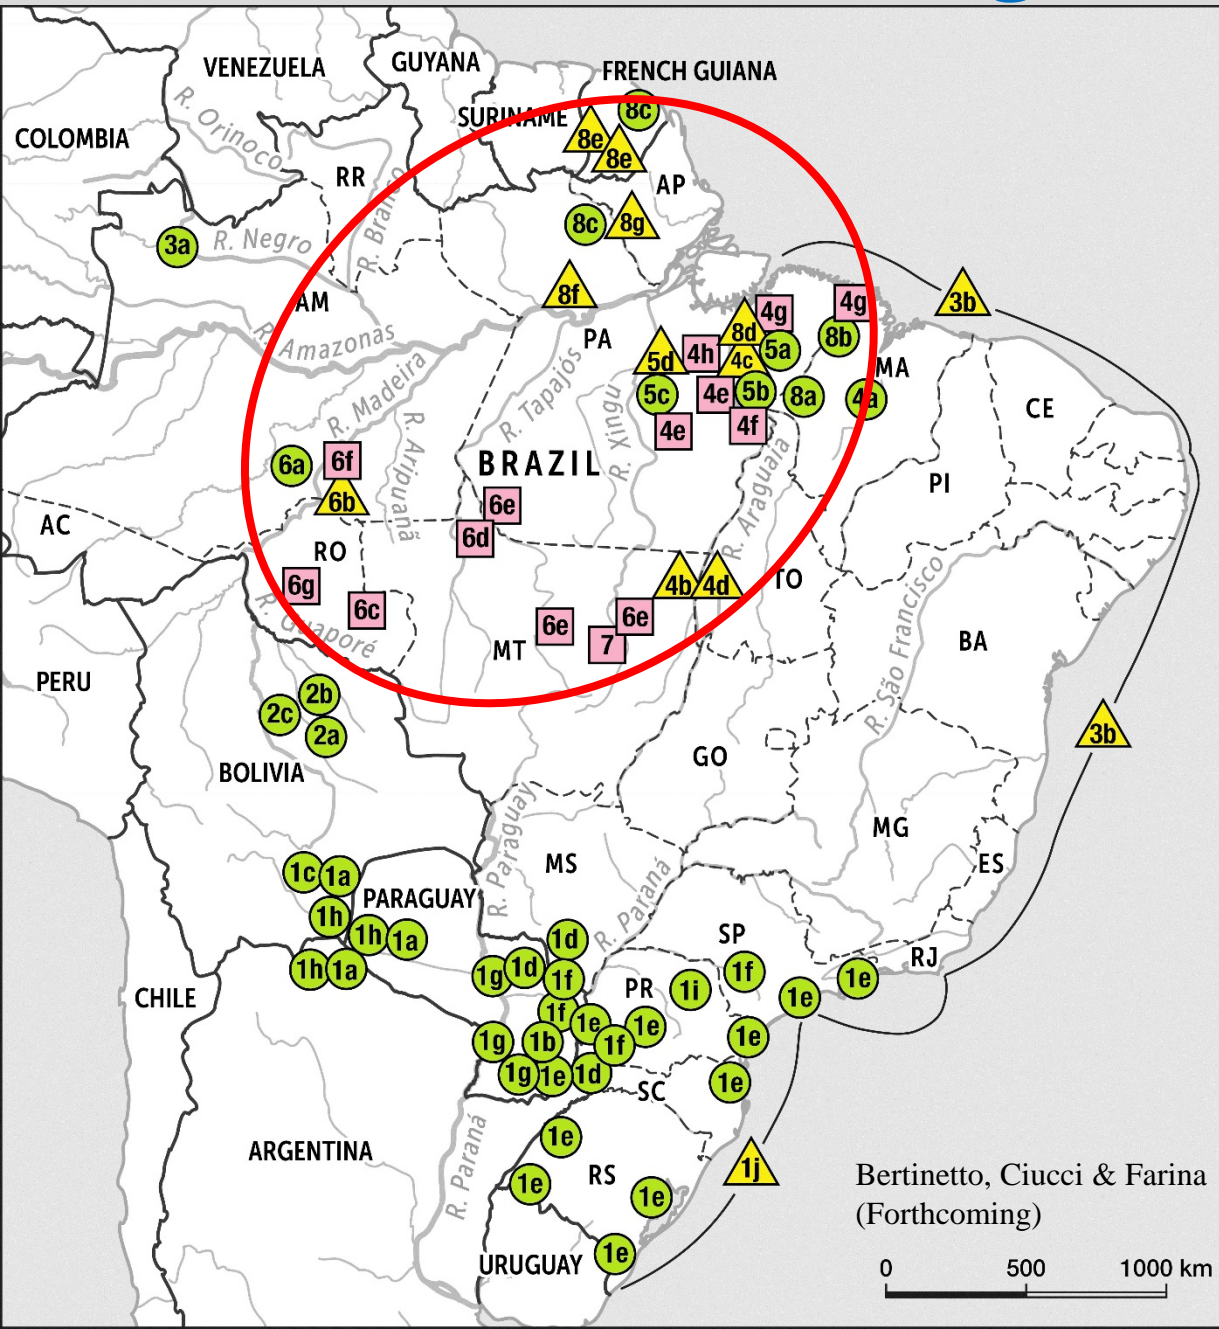 VENEZUELA
GUYANA
FRENCH GUIANA
SURINAME
COLOMBIA
R. Orinoco
8c
8e
8e
RR
AP
R. Branco
R. Negro
3a
8c
8g
AM
8f
3b
R. Amazonas
PA
4g
4g
8d
8b
5a
5d
4h
4c
MA
R. Madeira
R. Tapajós
5c
4e
5b
8a
4a
CE
R. Xingu
4e
4f
R. Aripuanã
6a
6f
BRAZIL
R. Araguaia
PI
6b
6e
AC
6d
RO
6g
6c
4b
4d
TO
R. São Francisco
R. Guaporé
6e
6e
7
MT
BA
PERU
2b
2c
2a
3b
GO
BOLIVIA
R. Paraguay
MG
MS
ES
1c
1a
PARAGUAY
R. Paraná
1h
1h
1a
1d
SP
RJ
1h
1a
1g
1d
1f
1f
1e
CHILE
PR
1i
1e
1f
1e
1e
1g
1b
1f
1e
1g
1e
1d
SC
1e
R. Paraná
ARGENTINA
1e
1j
RS
1e
1e
Bertinetto, Ciucci & Farina
(Forthcoming)
URUGUAY
1e
0 500 1000 km